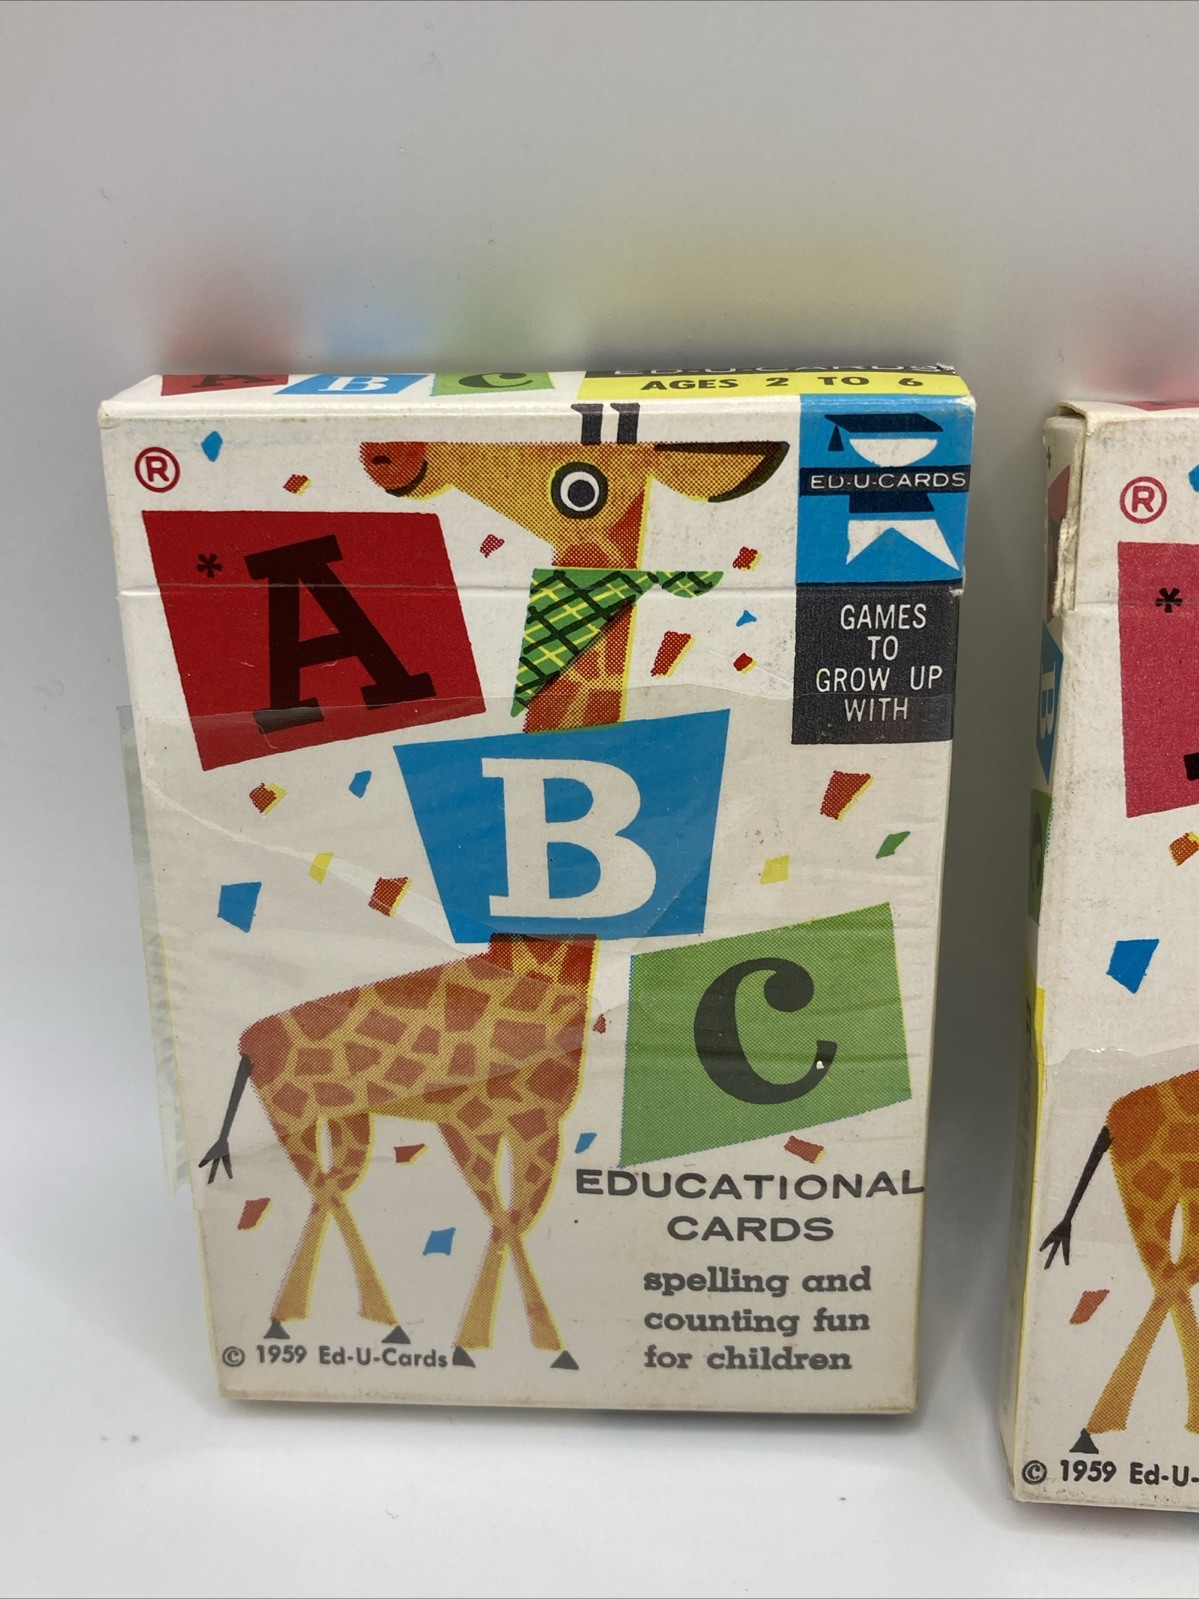 A B C
ED-U-CARDS
AGES 2 TO 6
®
ED-U-CARDS
GAMES
TO
GROW UP
WITH
*A
B
C
EDUCATIONAL
CARDS
spelling and
counting fun
for children
© 1959 Ed-U-Cards
®
*
B
C
© 1959 Ed-U-